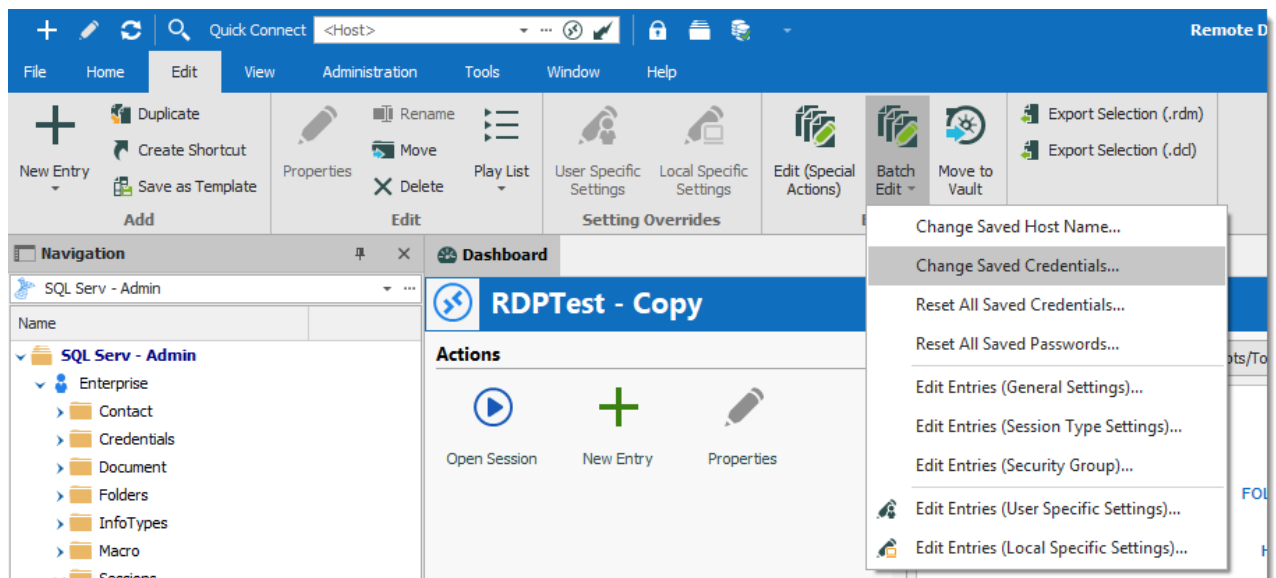 Quick Connect <Host>
Remote D
File Home Edit View Administration Tools Window Help
New Entry
Duplicate
Create Shortcut
Save as Template
Add
Properties
Rename
Move
Delete
Play List
Edit
User Specific
Settings
Local Specific
Settings
Setting Overrides
Edit (Special
Actions)
Batch
Edit
Move to
Vault
Export Selection (.rdm)
Export Selection (.dcl)
Change Saved Host Name...
Change Saved Credentials...
Reset All Saved Credentials...
Reset All Saved Passwords...
Edit Entries (General Settings)...
Edit Entries (Session Type Settings)...
Edit Entries (Security Group)...
Edit Entries (User Specific Settings)...
Edit Entries (Local Specific Settings)...
Navigation
SQL Serv - Admin
Name
SQL Serv - Admin
Enterprise
Contact
Credentials
Document
Folders
InfoTypes
Macro
Sessions
Dashboard
RDPTest - Copy
Actions
Open Session
New Entry
Properties
pts/To
FOL